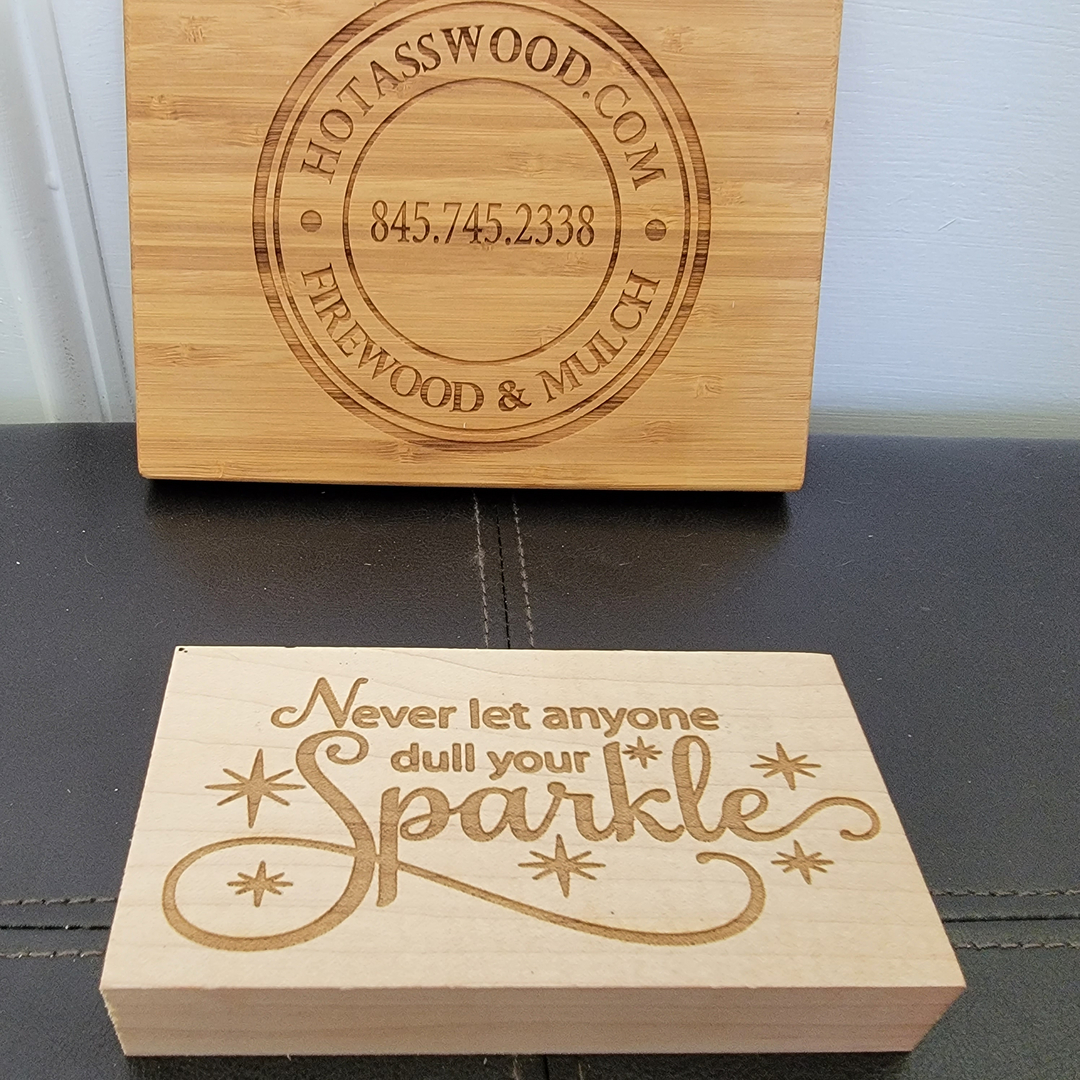 HOTASSWOOD.COM
845.745.2338
FIREWOOD & MULCH
Never let anyone
dull your
Sparkle